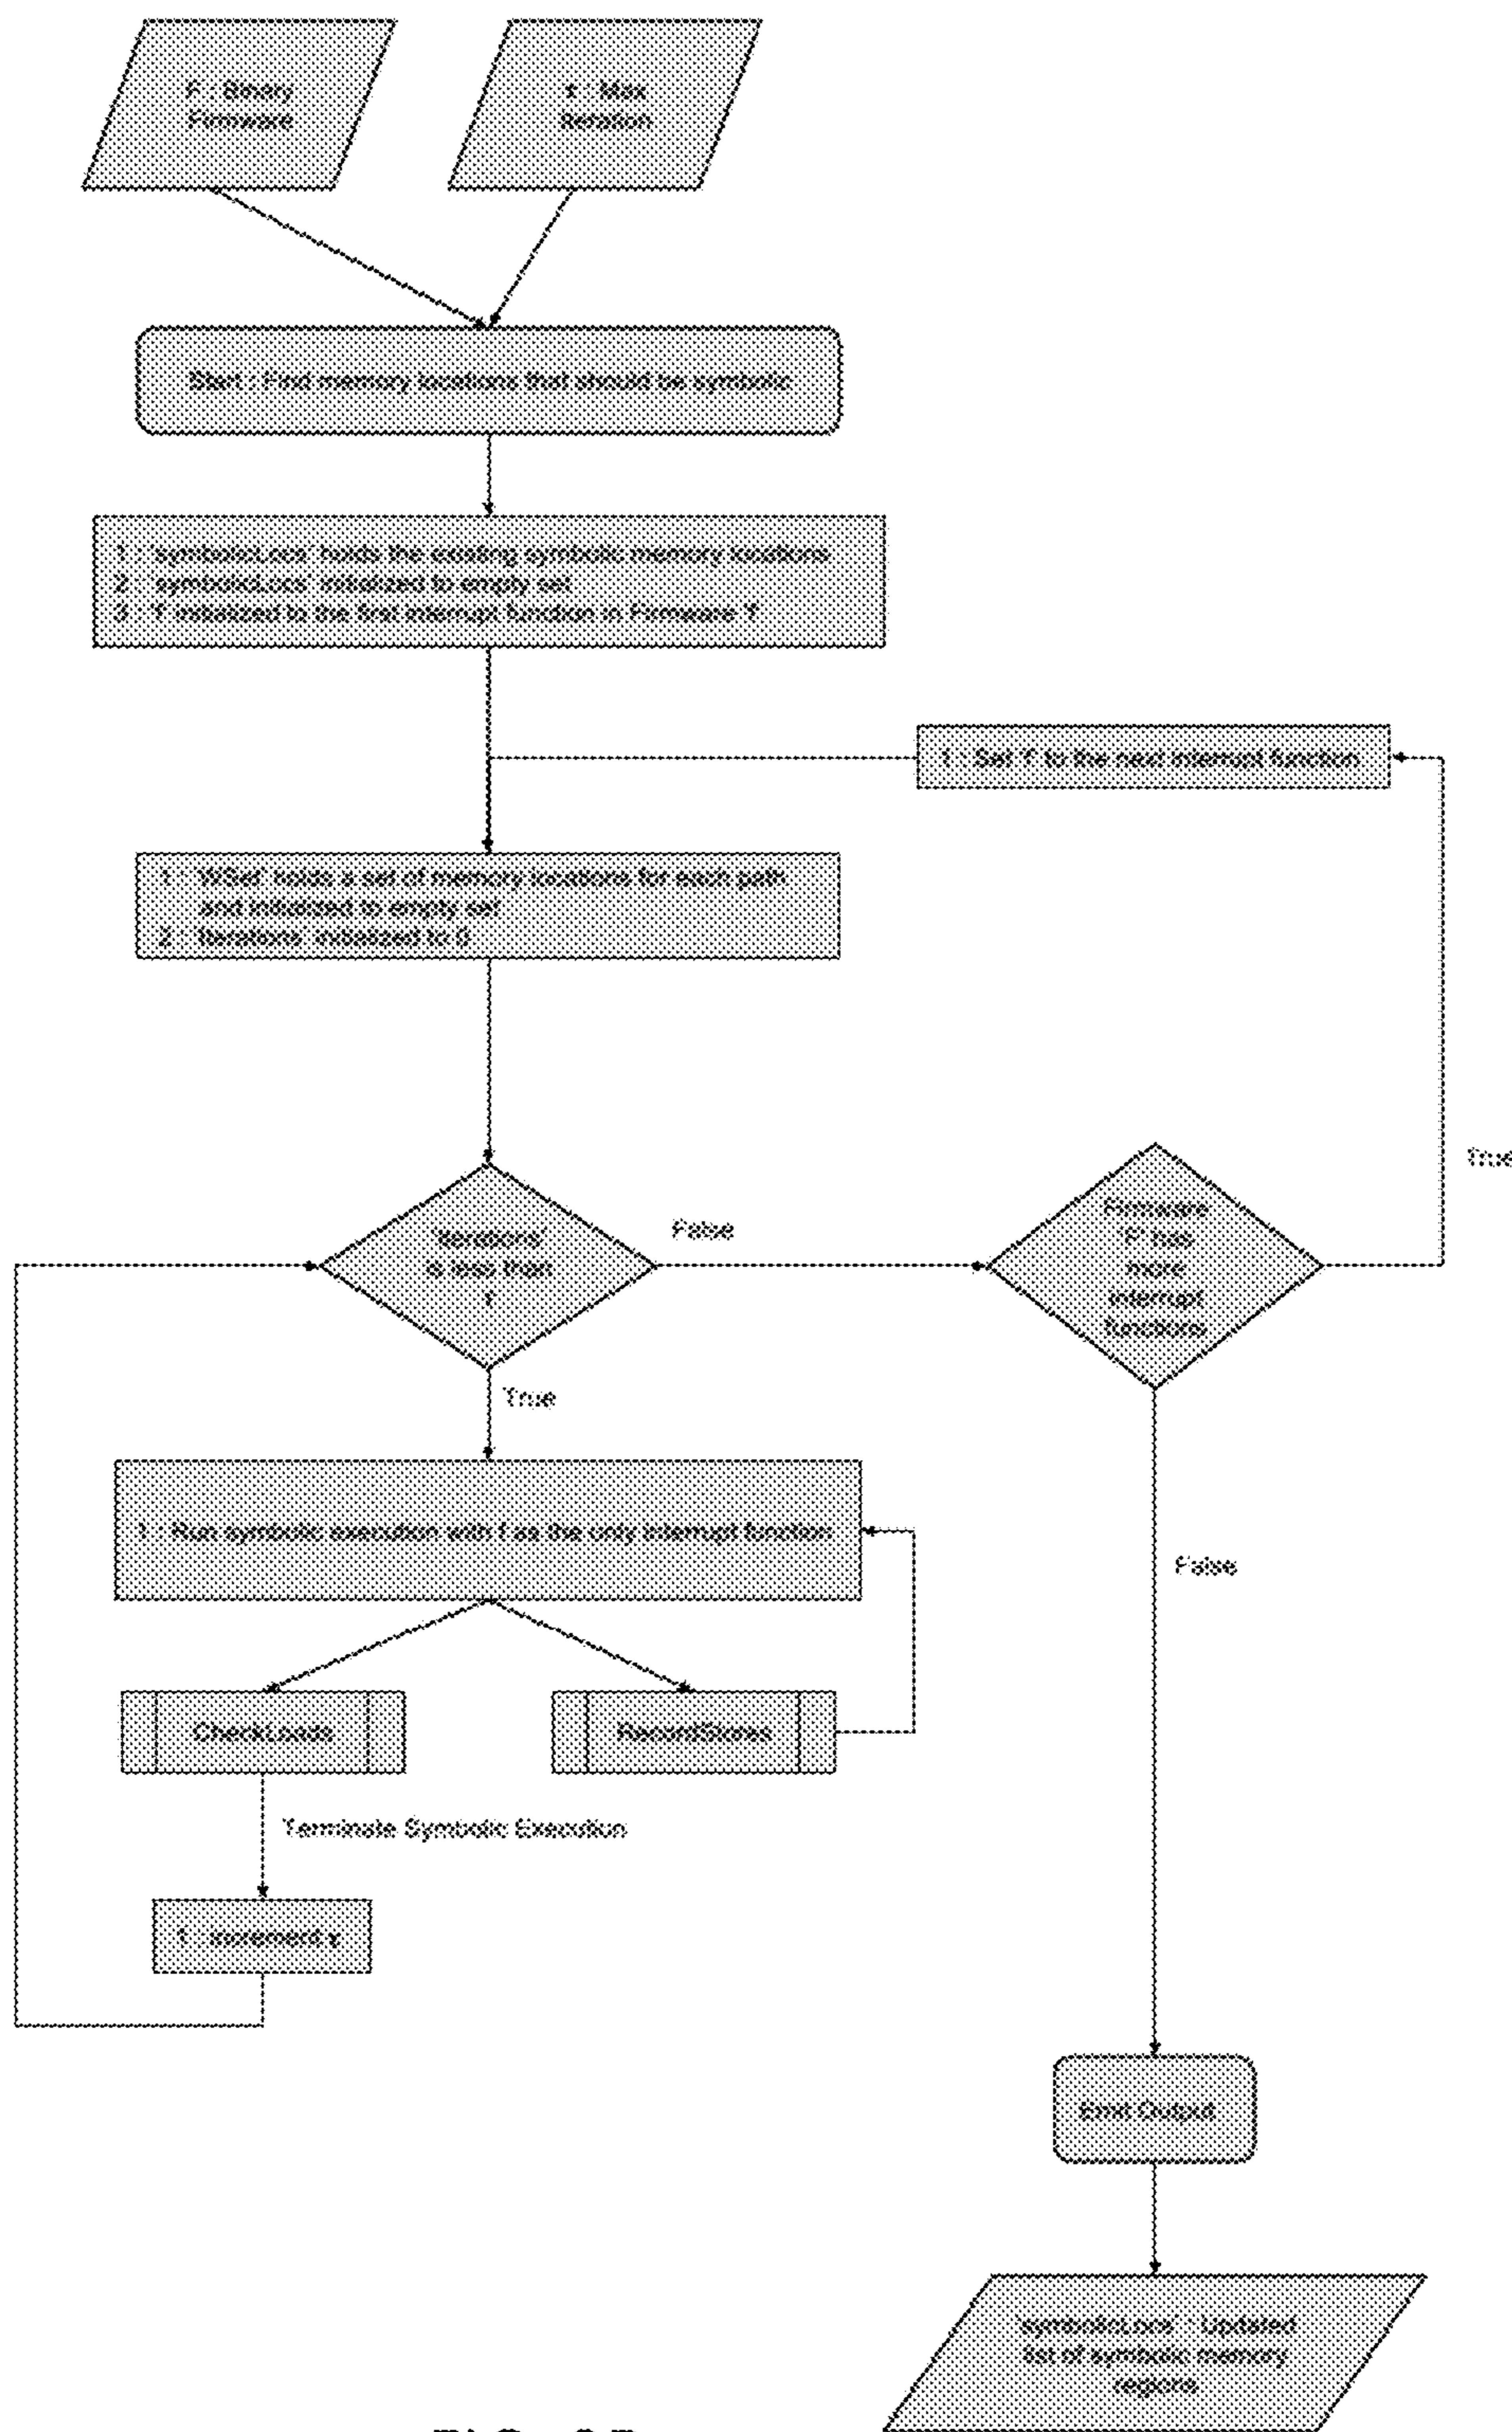 F : Binary
Firmware
τ : Max
Iteration
Start : Find memory locations that should be symbolic
1 : 'symbolicLocs' holds the existing symbolic memory locations
2 : 'symbolicLocs' initialized to empty set
3 : 'f' initialized to the first interrupt function in Firmware
1 : Set 'f' to the next interrupt function
1 : 'WSet' holds a set of memory locations for each path
and initialized to empty set
2 : 'Iterations' initialized to 0
'Iterations'
is less than
τ
False
Firmware
'F' has
more
interrupt
functions
True
True
1 : Run symbolic execution with f as the only interrupt function
False
CheckLoads
RecordStores
Terminate Symbolic Execution
1 : Increment
Emit Output
'symbolicLocs' : Updated
list of symbolic memory
regions